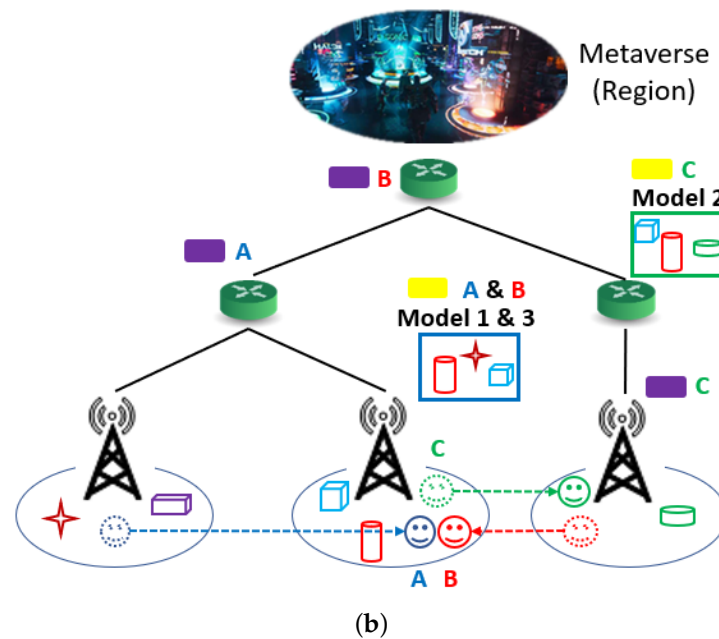 Metaverse
(Region)
B
C
Model 2
A
A & B
Model 1 & 3
C
C
A B
(b)